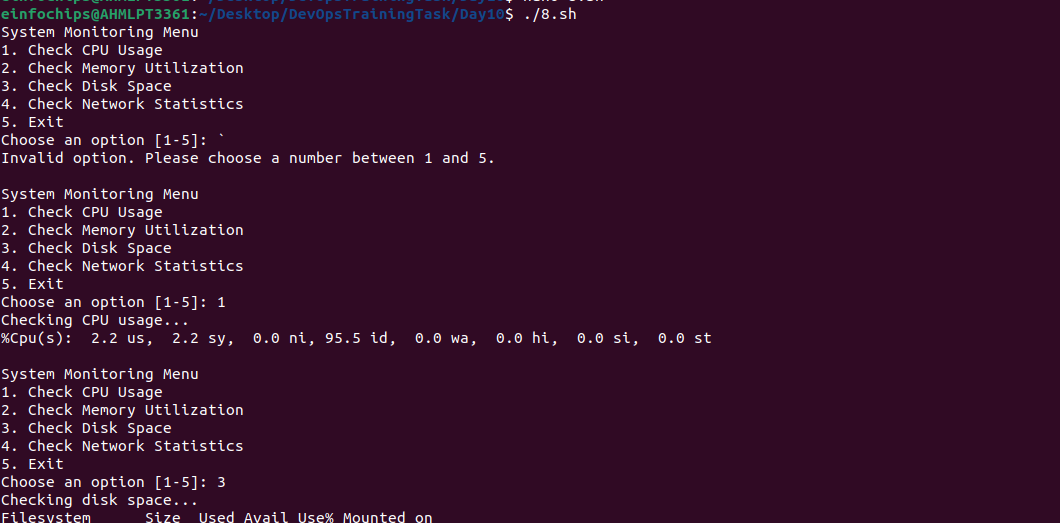 einfochips@AHMLPT3361:~/Desktop/DevOpsTrainingTask/Day10$ ./8.sh
System Monitoring Menu
1. Check CPU Usage
2. Check Memory Utilization
3. Check Disk Space
4. Check Network Statistics
5. Exit
Choose an option [1-5]: `
Invalid option. Please choose a number between 1 and 5.

System Monitoring Menu
1. Check CPU Usage
2. Check Memory Utilization
3. Check Disk Space
4. Check Network Statistics
5. Exit
Choose an option [1-5]: 1
Checking CPU usage...
%Cpu(s):  2.2 us,  2.2 sy,  0.0 ni, 95.5 id,  0.0 wa,  0.0 hi,  0.0 si,  0.0 st

System Monitoring Menu
1. Check CPU Usage
2. Check Memory Utilization
3. Check Disk Space
4. Check Network Statistics
5. Exit
Choose an option [1-5]: 3
Checking disk space...
Filesystem      Size  Used Avail Use% Mounted on